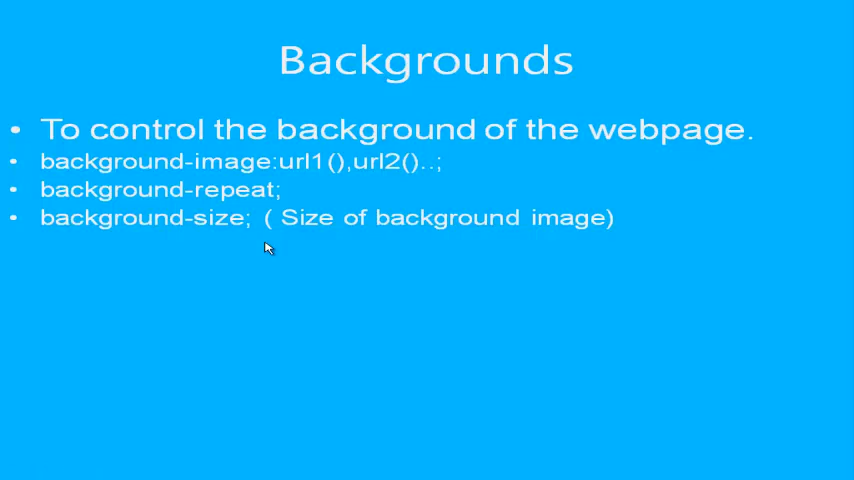 Backgrounds
• To control the background of the webpage.
• background-image:url1(),url2()..;
• background-repeat;
• background-size; ( Size of background image)